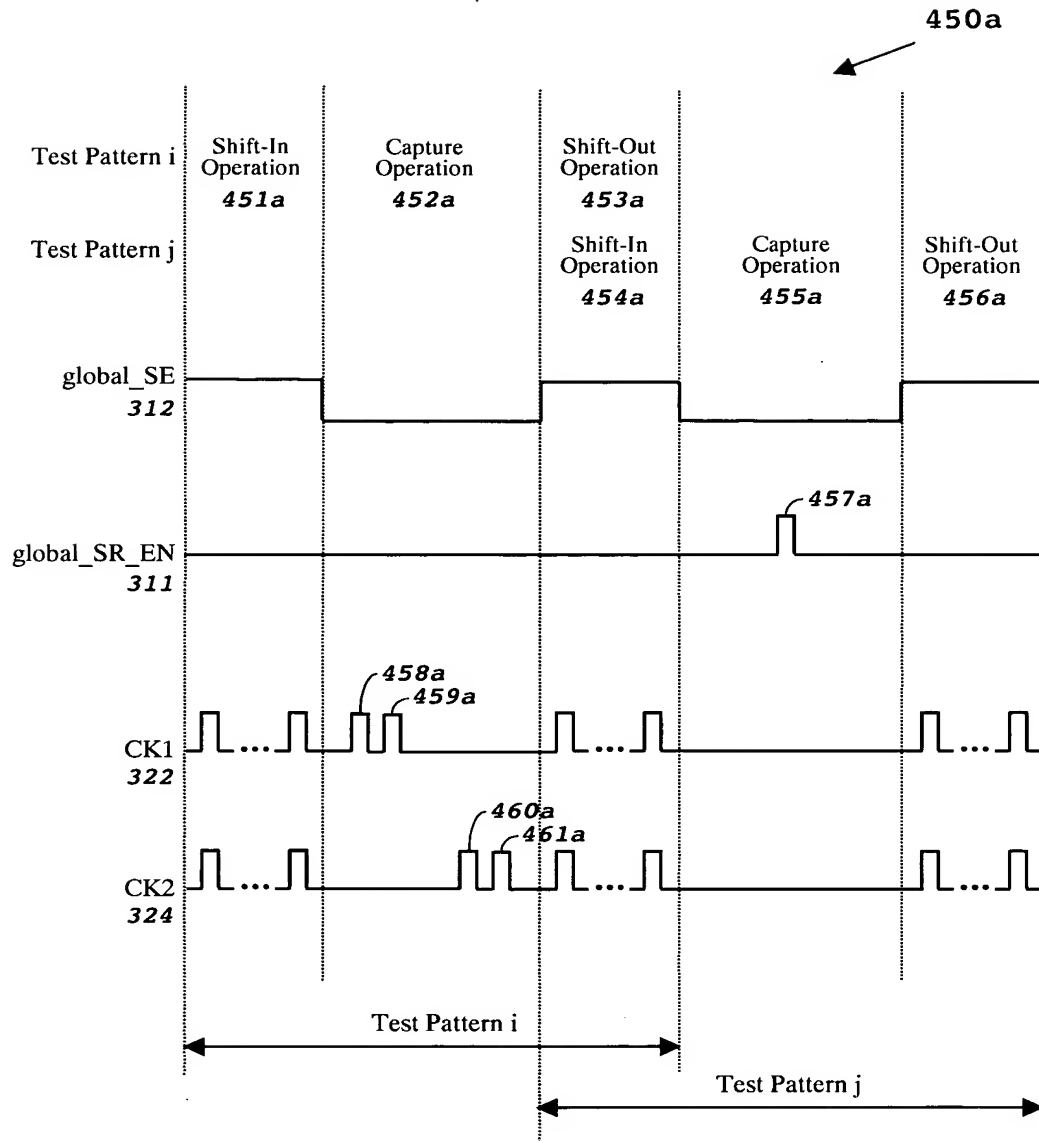 450a
Test Pattern i
Shift-In
Operation
451a
Capture
Operation
452a
Shift-Out
Operation
453a
Test Pattern j
Shift-In
Operation
454a
Capture
Operation
455a
Shift-Out
Operation
456a
global_SE
312
457a
global_SR_EN
311
458a
459a
CK1
322
460a
461a
CK2
324
Test Pattern i
Test Pattern j